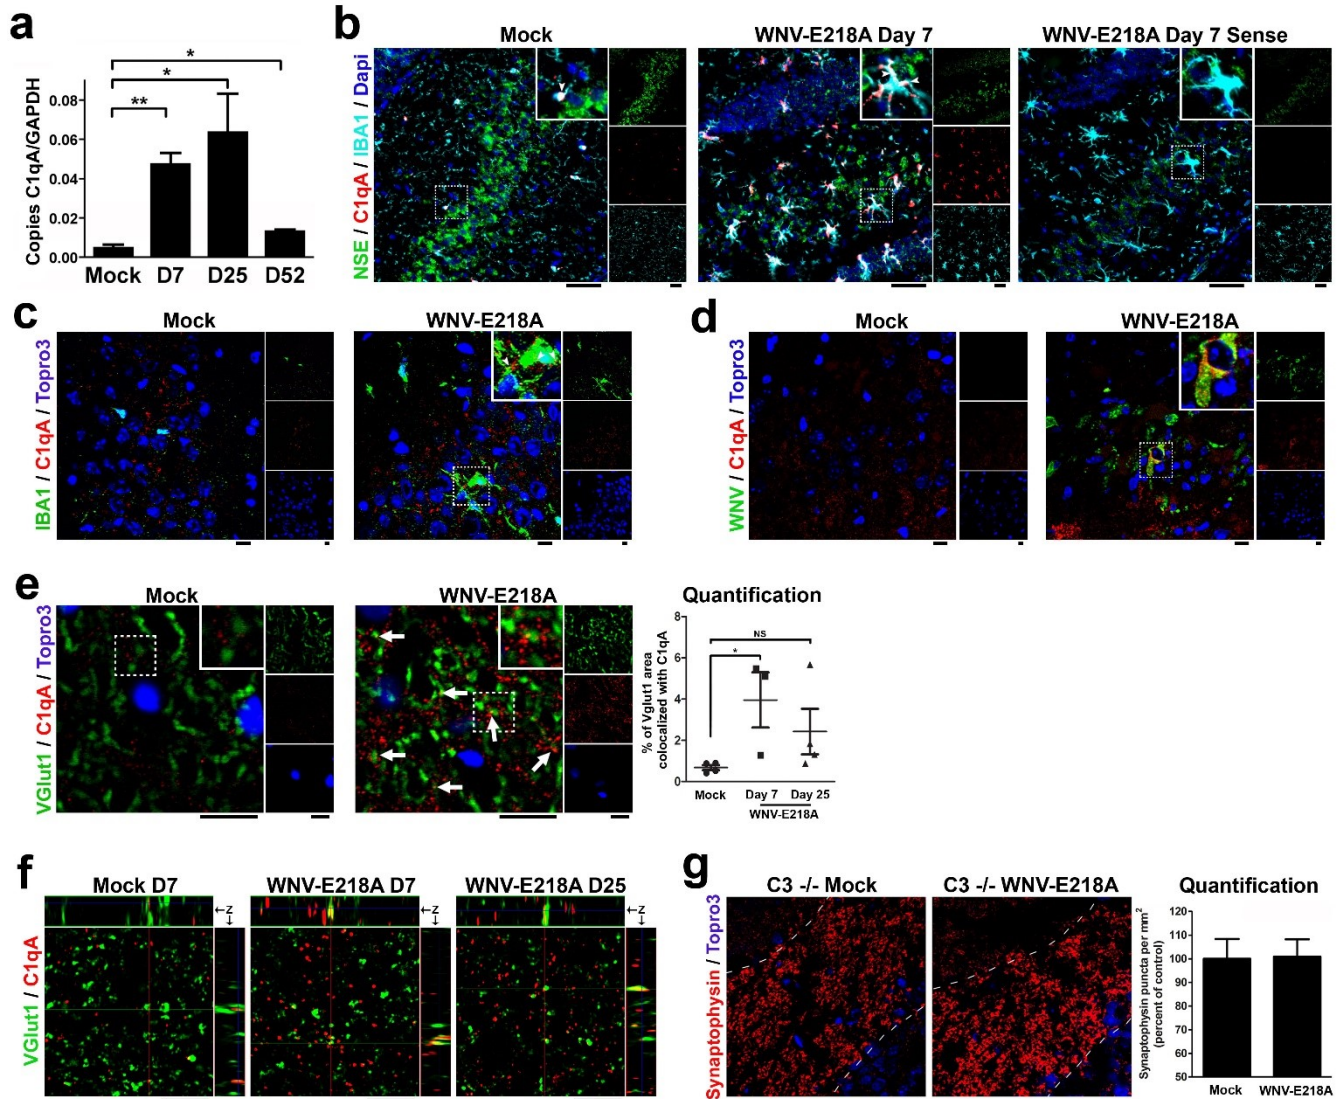 a
Copies C1qA/GAPDH
0.08
0.06
0.04
0.02
0.00
*
*
**
Mock D7 D25 D52
b
Mock
WNV-E218A Day 7
WNV-E218A Day 7 Sense
NSE / C1qA / IBA1 / Dapi
c
Mock
WNV-E218A
IBA1 / C1qA / Topro3
d
Mock
WNV-E218A
WNV / C1qA / Topro3
e
Mock
WNV-E218A
VGlut1 / C1qA / Topro3
Quantification
% of Vglut1 area
colocalized with C1qA
8
6
4
2
0
NS
*
Mock Day 7 Day 25
WNV-E218A
f
Mock D7
WNV-E218A D7
WNV-E218A D25
VGlut1 / C1qA
←Z
↓
←Z
↓
←Z
↓
g
C3 -/- Mock
C3 -/- WNV-E218A
Synaptophysin / Topro3
Quantification
Synaptophysin puncta per mm²
(percent of control)
120
110
100
90
80
70
60
50
Mock WNV-E218A